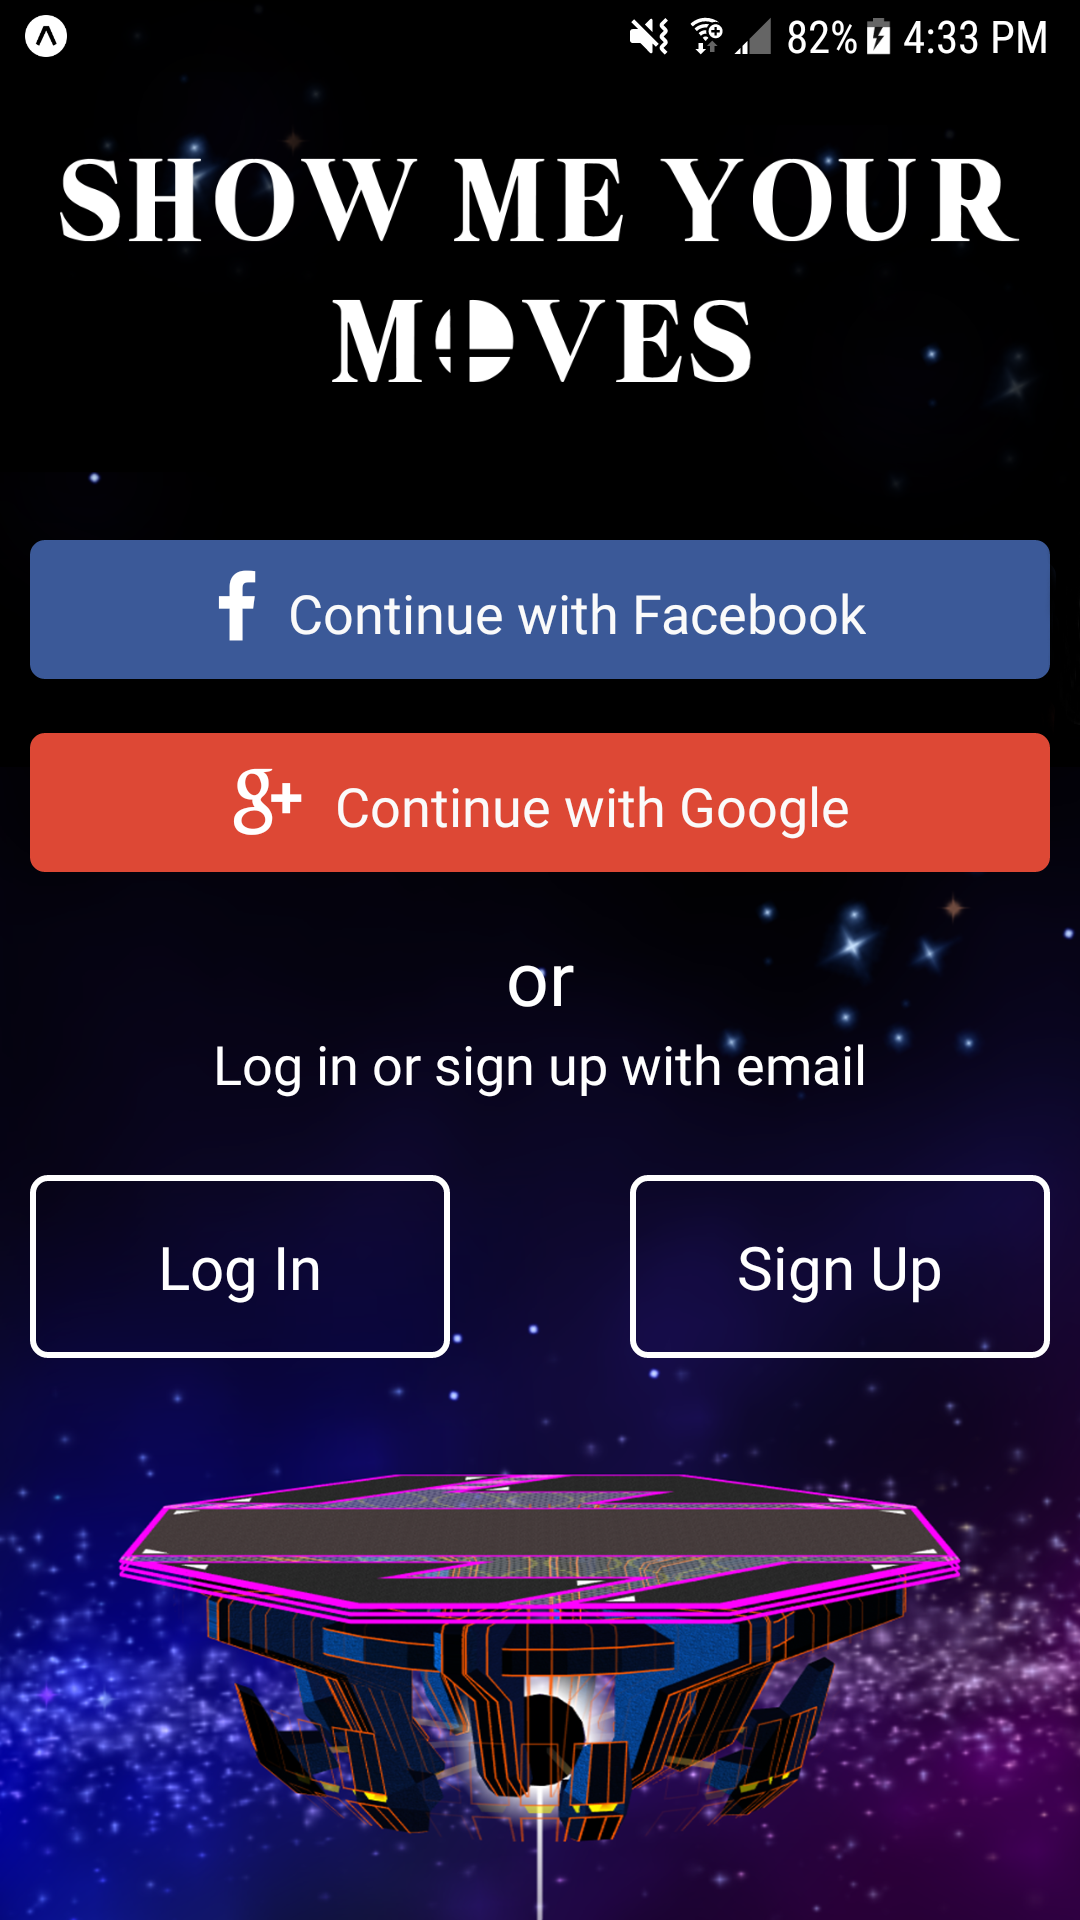 82% 4:33 PM
SHOW ME YOUR
MOVES
f Continue with Facebook
g+ Continue with Google
or
Log in or sign up with email
Log In Sign Up